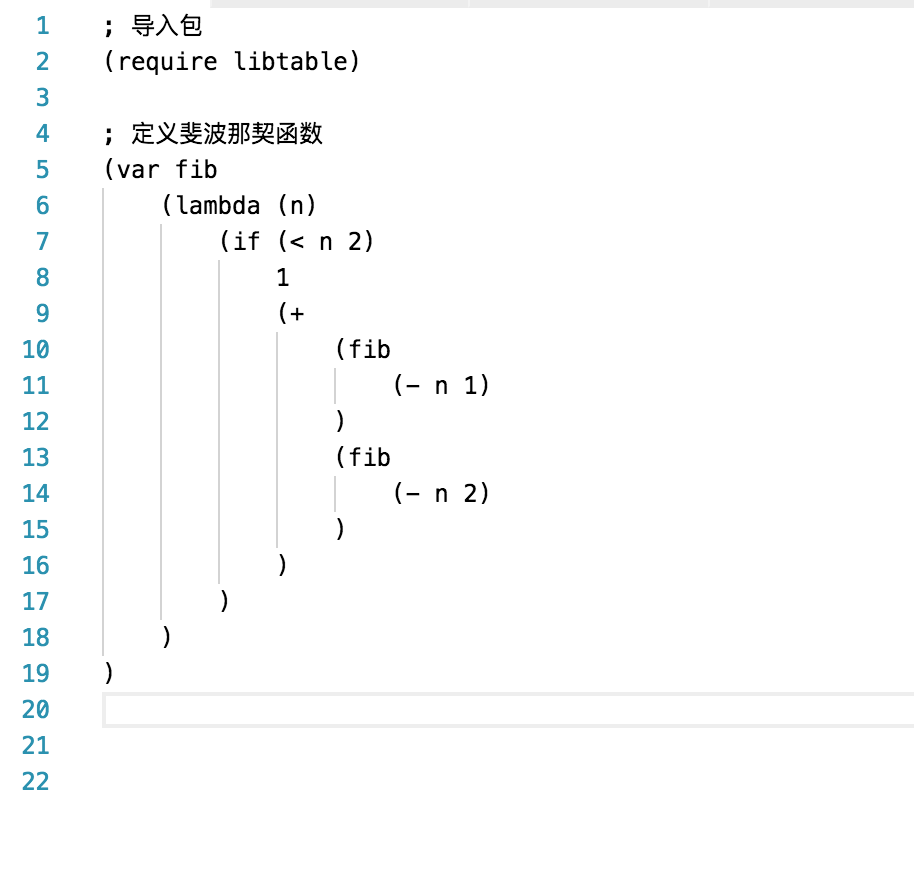 1 ; 导入包
2 (require libtable)
3
4 ; 定义斐波那契函数
5 (var fib
6     (lambda (n)
7         (if (< n 2)
8             1
9             (+
10                 (fib
11                     (- n 1)
12                 )
13                 (fib
14                     (- n 2)
15                 )
16             )
17         )
18     )
19 )
20
21
22